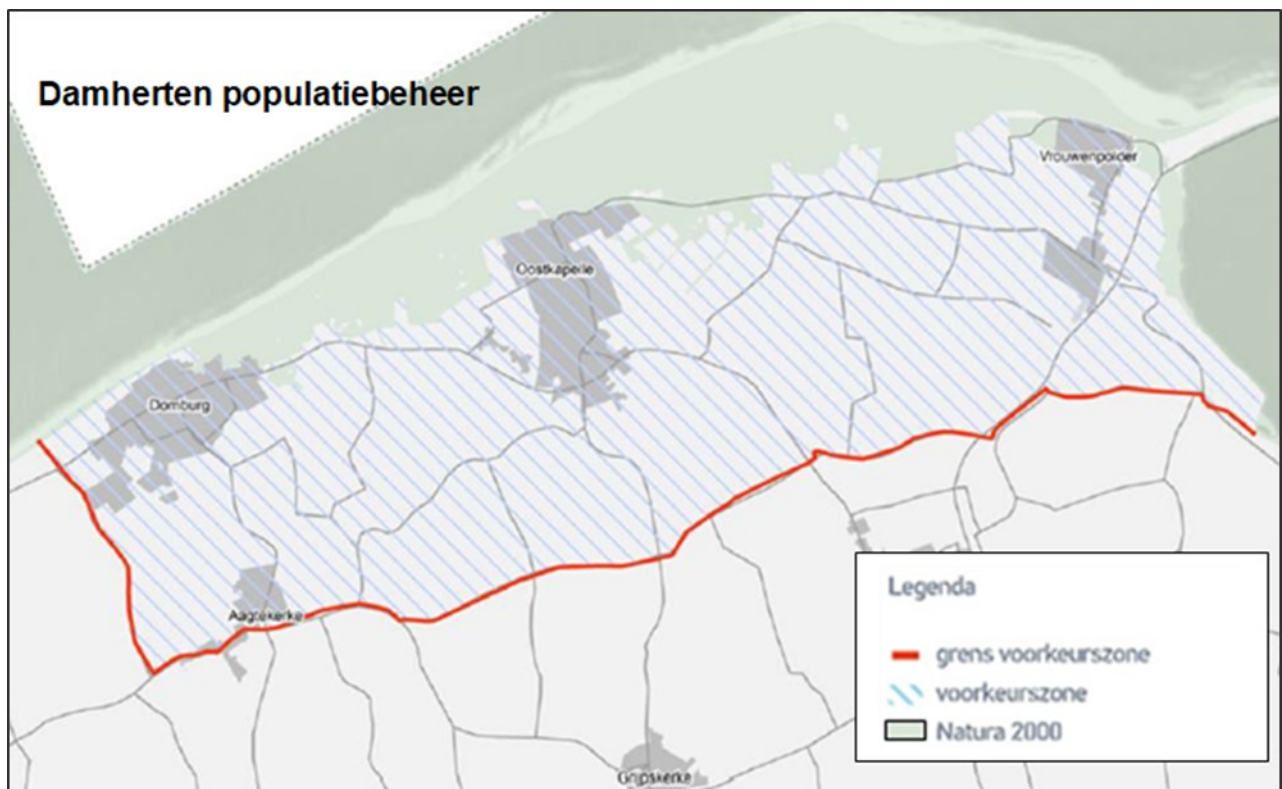 Damherten populatiebeheer
Vrouwenpolder
Oostkapelle
Domburg
Aagtekerke
Grijpskerke
Legenda
grens voorkeurszone
voorkeurszone
Natura 2000